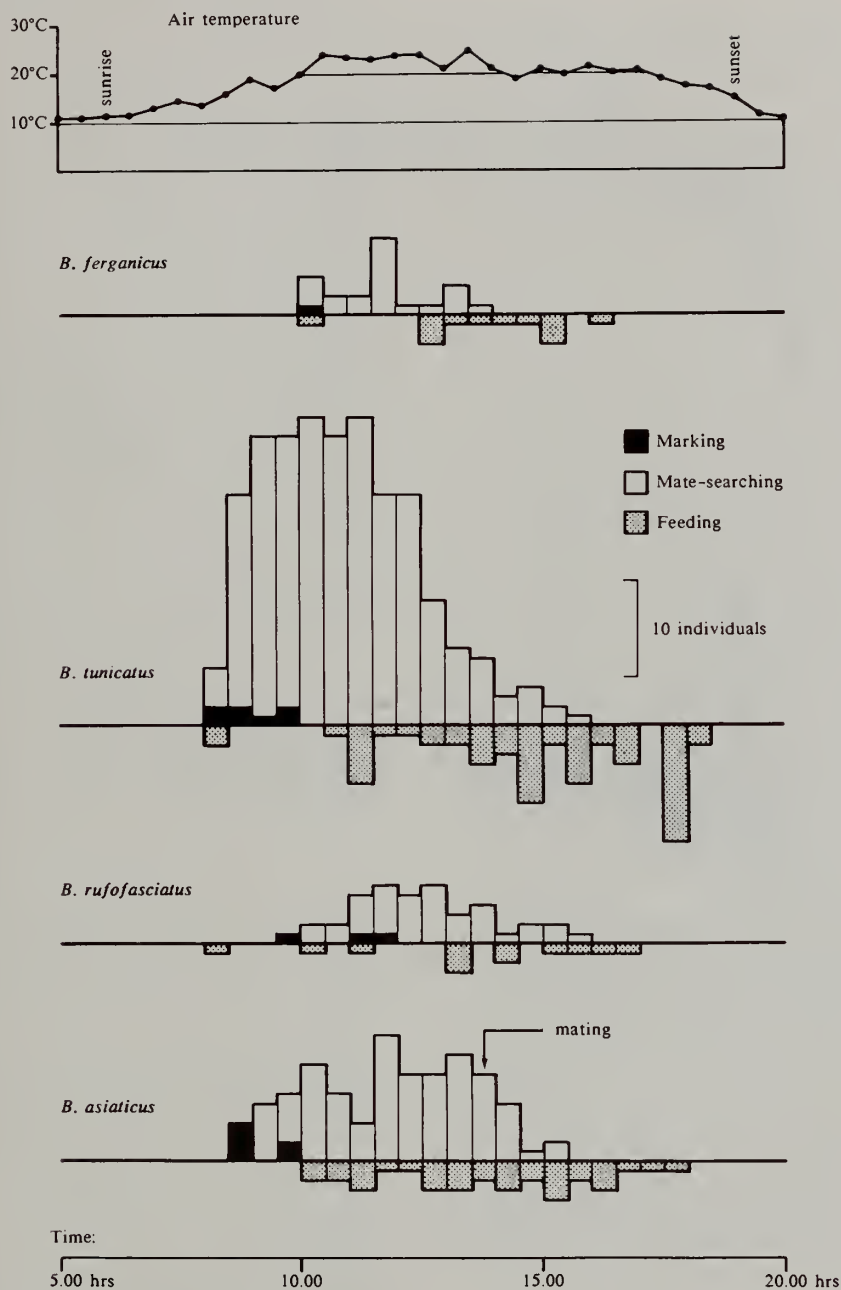 Air temperature
30°C
20°C
10°C
sunrise
sunset
B. ferganicus
Marking
Mate-searching
Feeding
10 individuals
B. tunicatus
B. rufofasciatus
mating
B. asiaticus
Time:
5.00 hrs
10.00
15.00
20.00 hrs